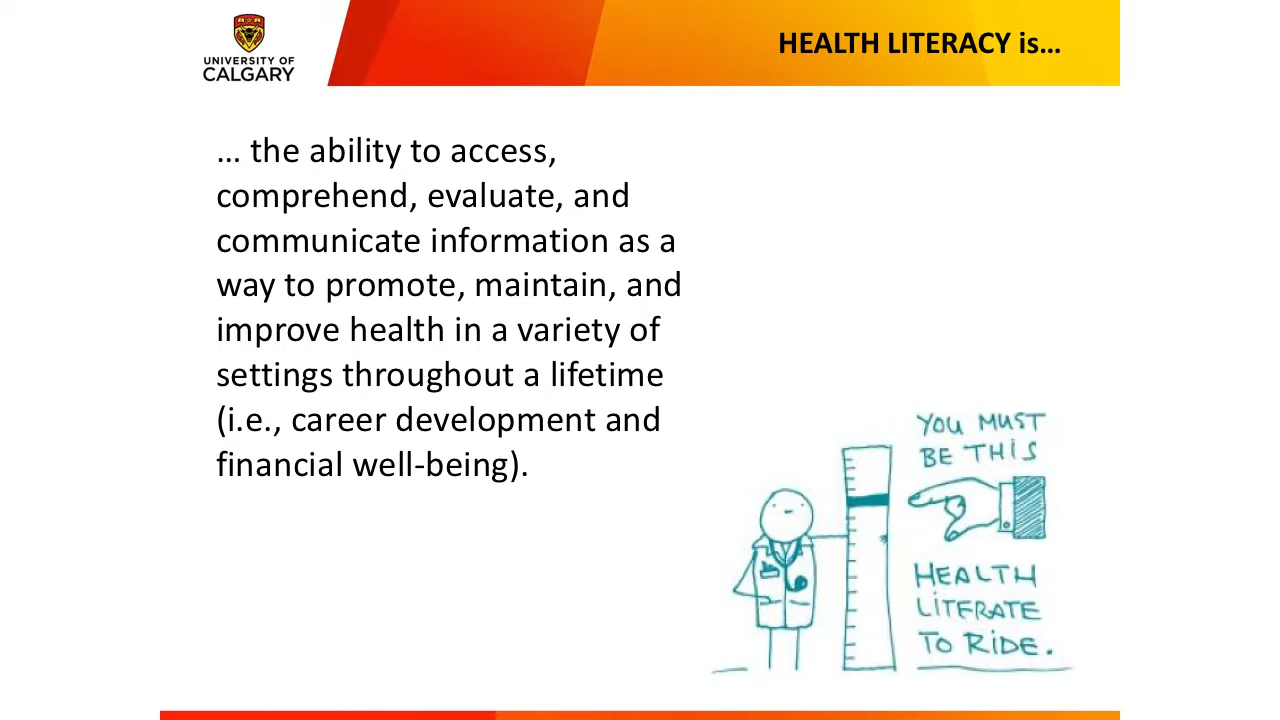 UNIVERSITY OF
CALGARY
HEALTH LITERACY is…
… the ability to access,
comprehend, evaluate, and
communicate information as a
way to promote, maintain, and
improve health in a variety of
settings throughout a lifetime
(i.e., career development and
financial well-being).
YOU MUST
BE THIS
HEALTH
LITERATE
TO RIDE.